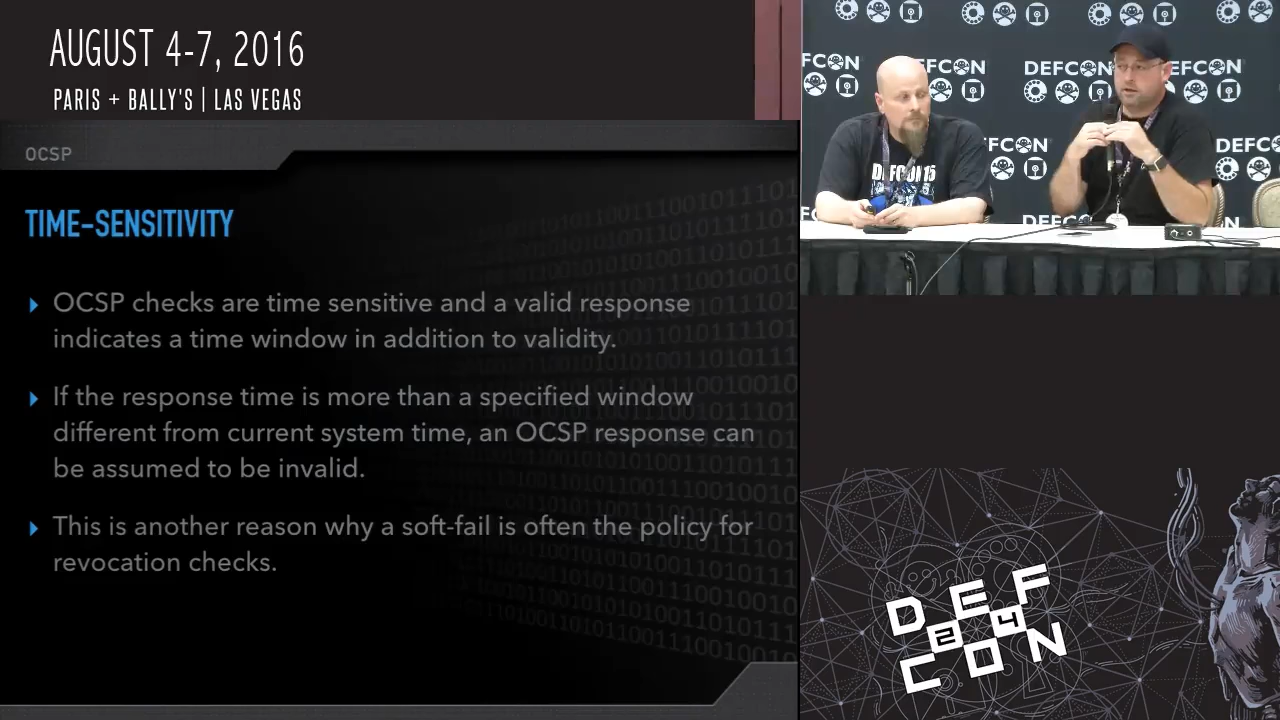 AUGUST 4-7, 2016
PARIS + BALLY'S | LAS VEGAS
OCSP
TIME-SENSITIVITY
OCSP checks are time sensitive and a valid response
indicates a time window in addition to validity.
If the response time is more than a specified window
different from current system time, an OCSP response can
be assumed to be invalid.
This is another reason why a soft-fail is often the policy for
revocation checks.
DEFCON
DEFCON
DEFCON
DEFCON 15
DEF
24
CON